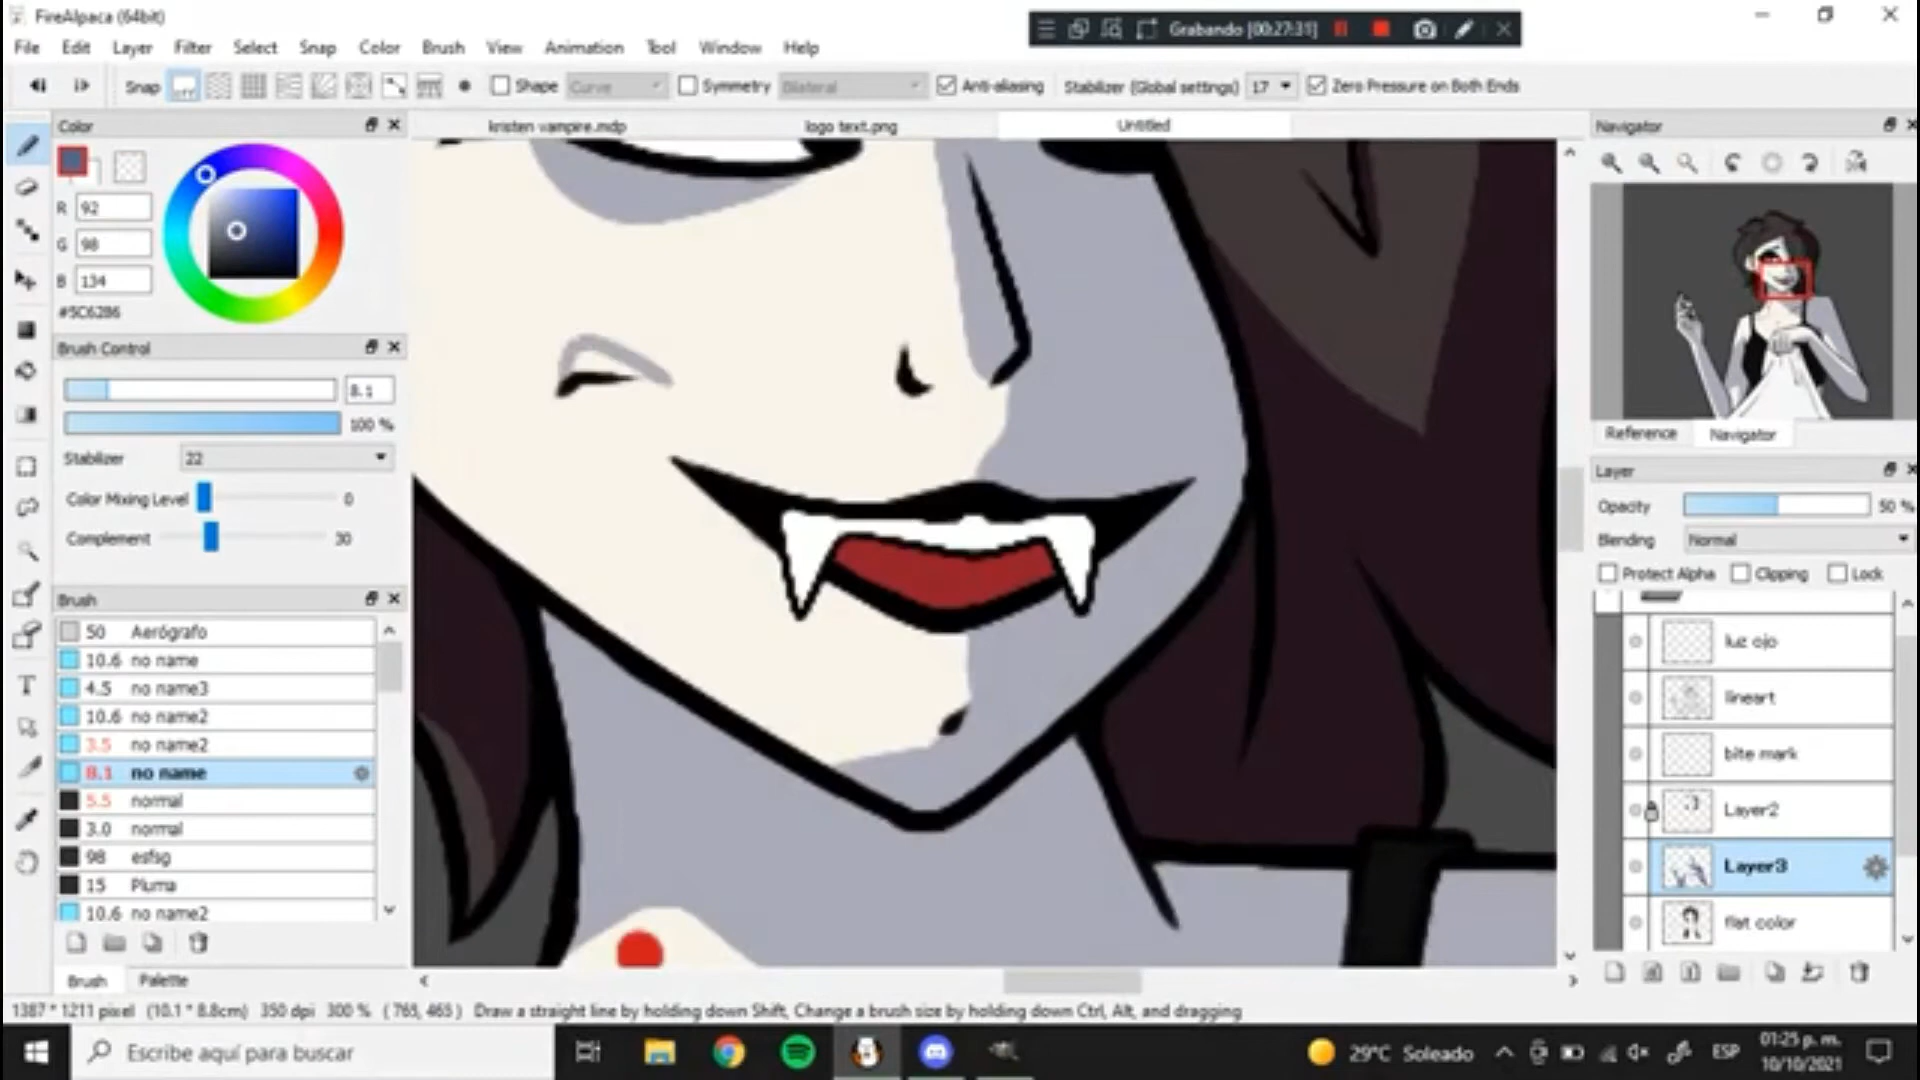 FireAlpaca (64bit)
Grabando [00:27:31]
File Edit Layer Filter Select Snap Color Brush View Animation Tool Window Help
Snap OFF Shape Curve Symmetry Bilateral Anti-aliasing Stabilizer (Global settings) 17 Zero Pressure on Both Ends
Color
kristen vampire.mdp logo text.png Untitled
Navigator
R 92
G 98
B 134
#5C6286
Brush Control
8.1
100 %
Stabilizer 22
Color Mixing Level 0
Complement 30
Brush
50 Aerógrafo
10.6 no name
4.5 no name3
10.6 no name2
3.5 no name2
8.1 no name
5.5 normal
3.0 normal
98 esfsg
15 Pluma
10.6 no name2
Brush Palette
Reference Navigator
Layer
Opacity 50 %
Blending Normal
Protect Alpha Clipping Lock
luz ojo
lineart
bite mark
Layer2
Layer3
flat color
1387 * 1211 pixel (10.1 * 8.8cm) 350 dpi 300 % ( 765, 465 ) Draw a straight line by holding down Shift, Change a brush size by holding down Ctrl, Alt, and dragging
Escribe aquí para buscar
29°C Soleado
ESP
01:25 p. m.
10/10/2021